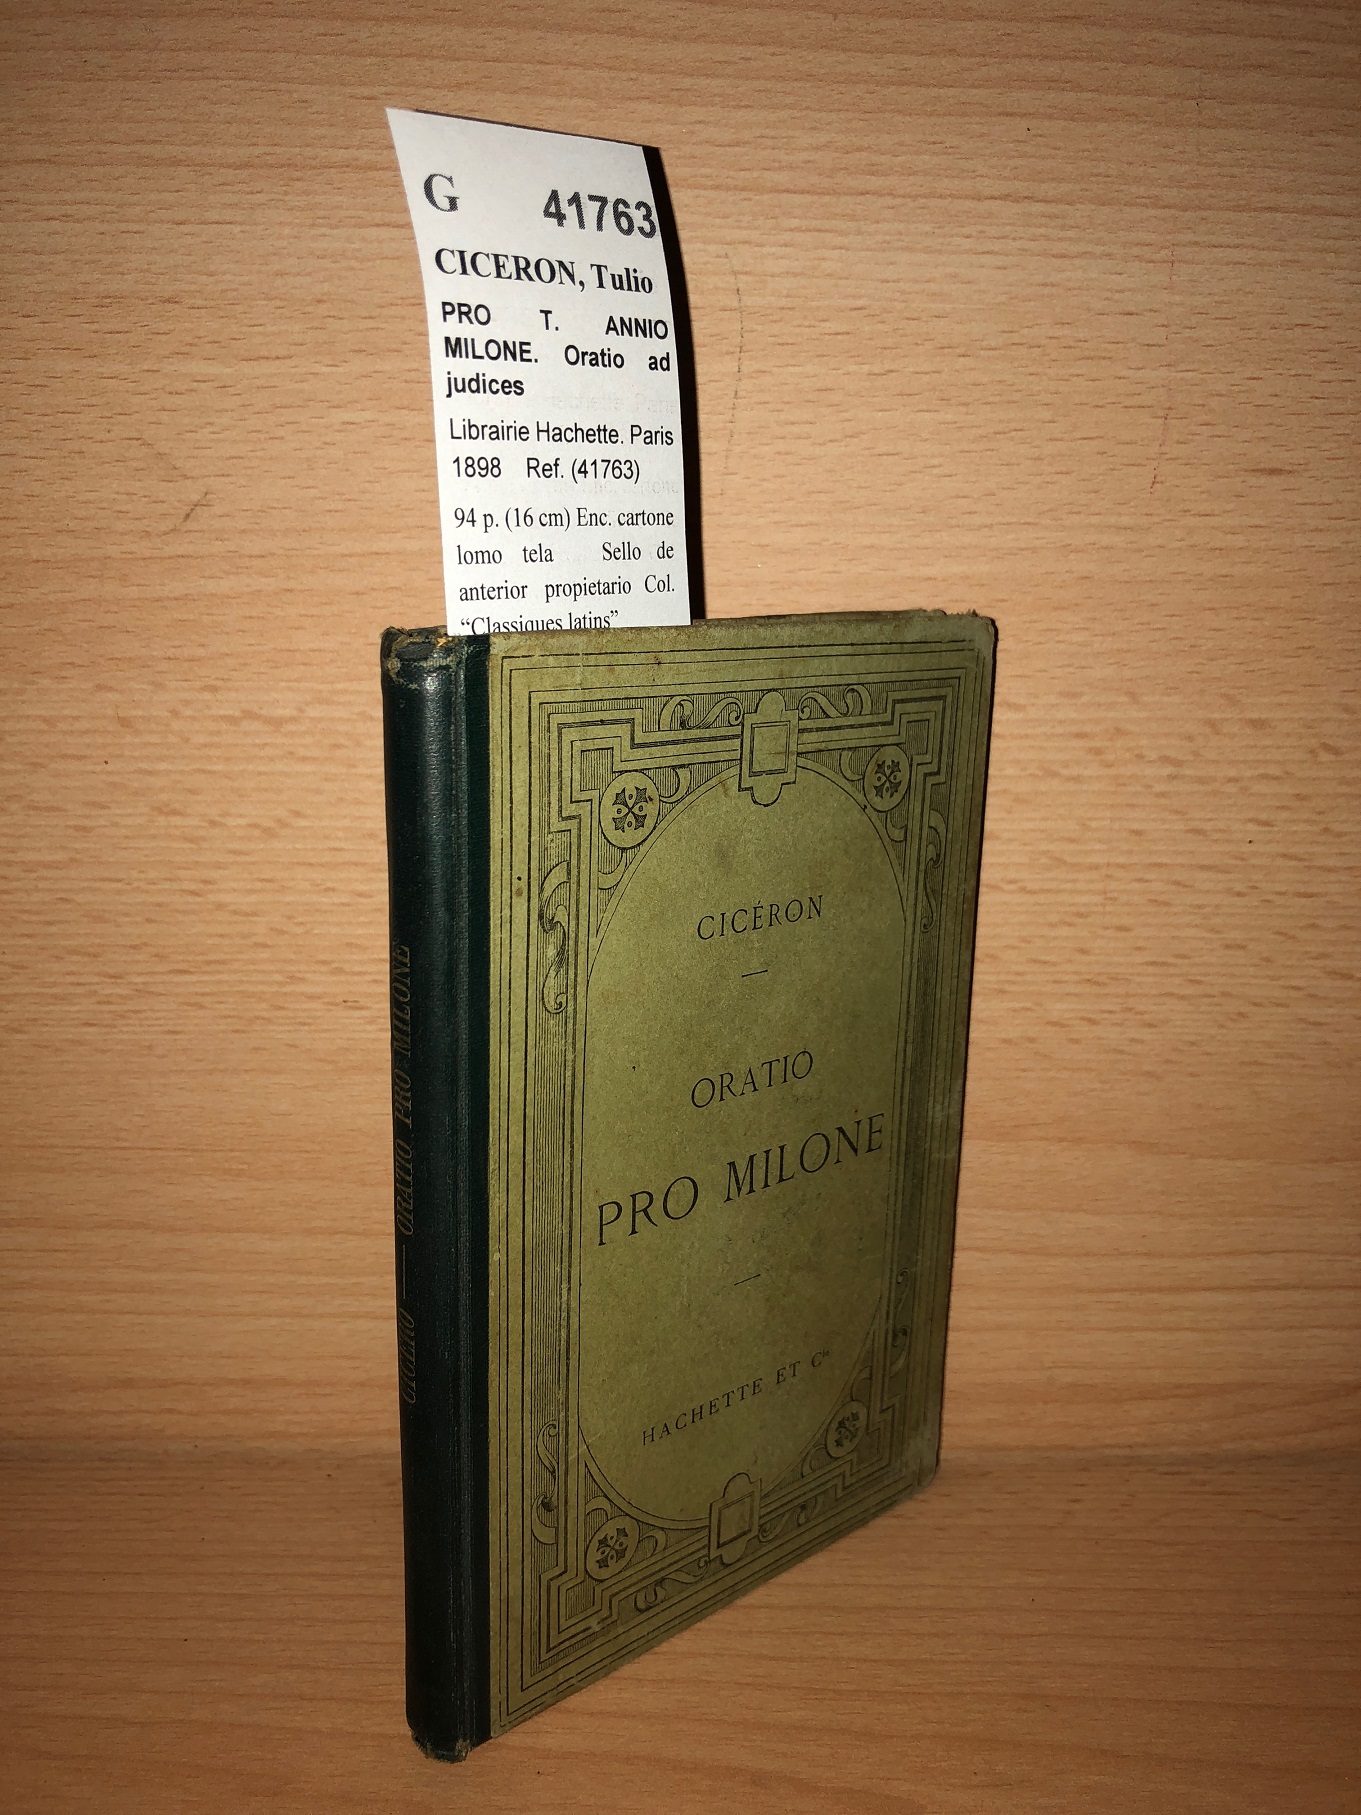 G 41763
CICERON, Tulio
PRO T. ANNIO
MILONE. Oratio ad
judices
Librairie Hachette. Paris
1898 Ref. (41763)
94 p. (16 cm) Enc. cartone
lomo tela Sello de
anterior propietario Col.
“Classiques latins”
CICERO — ORATIO PRO MILONE
CICÉRON
ORATIO
PRO MILONE
HACHETTE ET Cie